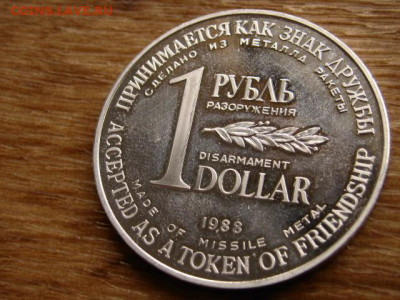 ПРИНИМАЕТСЯ КАК ЗНАК ДРУЖБЫ
СДЕЛАНО ИЗ МЕТАЛЛА РАКЕТЫ
1
РУБЛЬ
РАЗОРУЖЕНИЯ
DISARMAMENT
DOLLAR
1988
MADE OF MISSILE METAL
ACCEPTED AS A TOKEN OF FRIENDSHIP